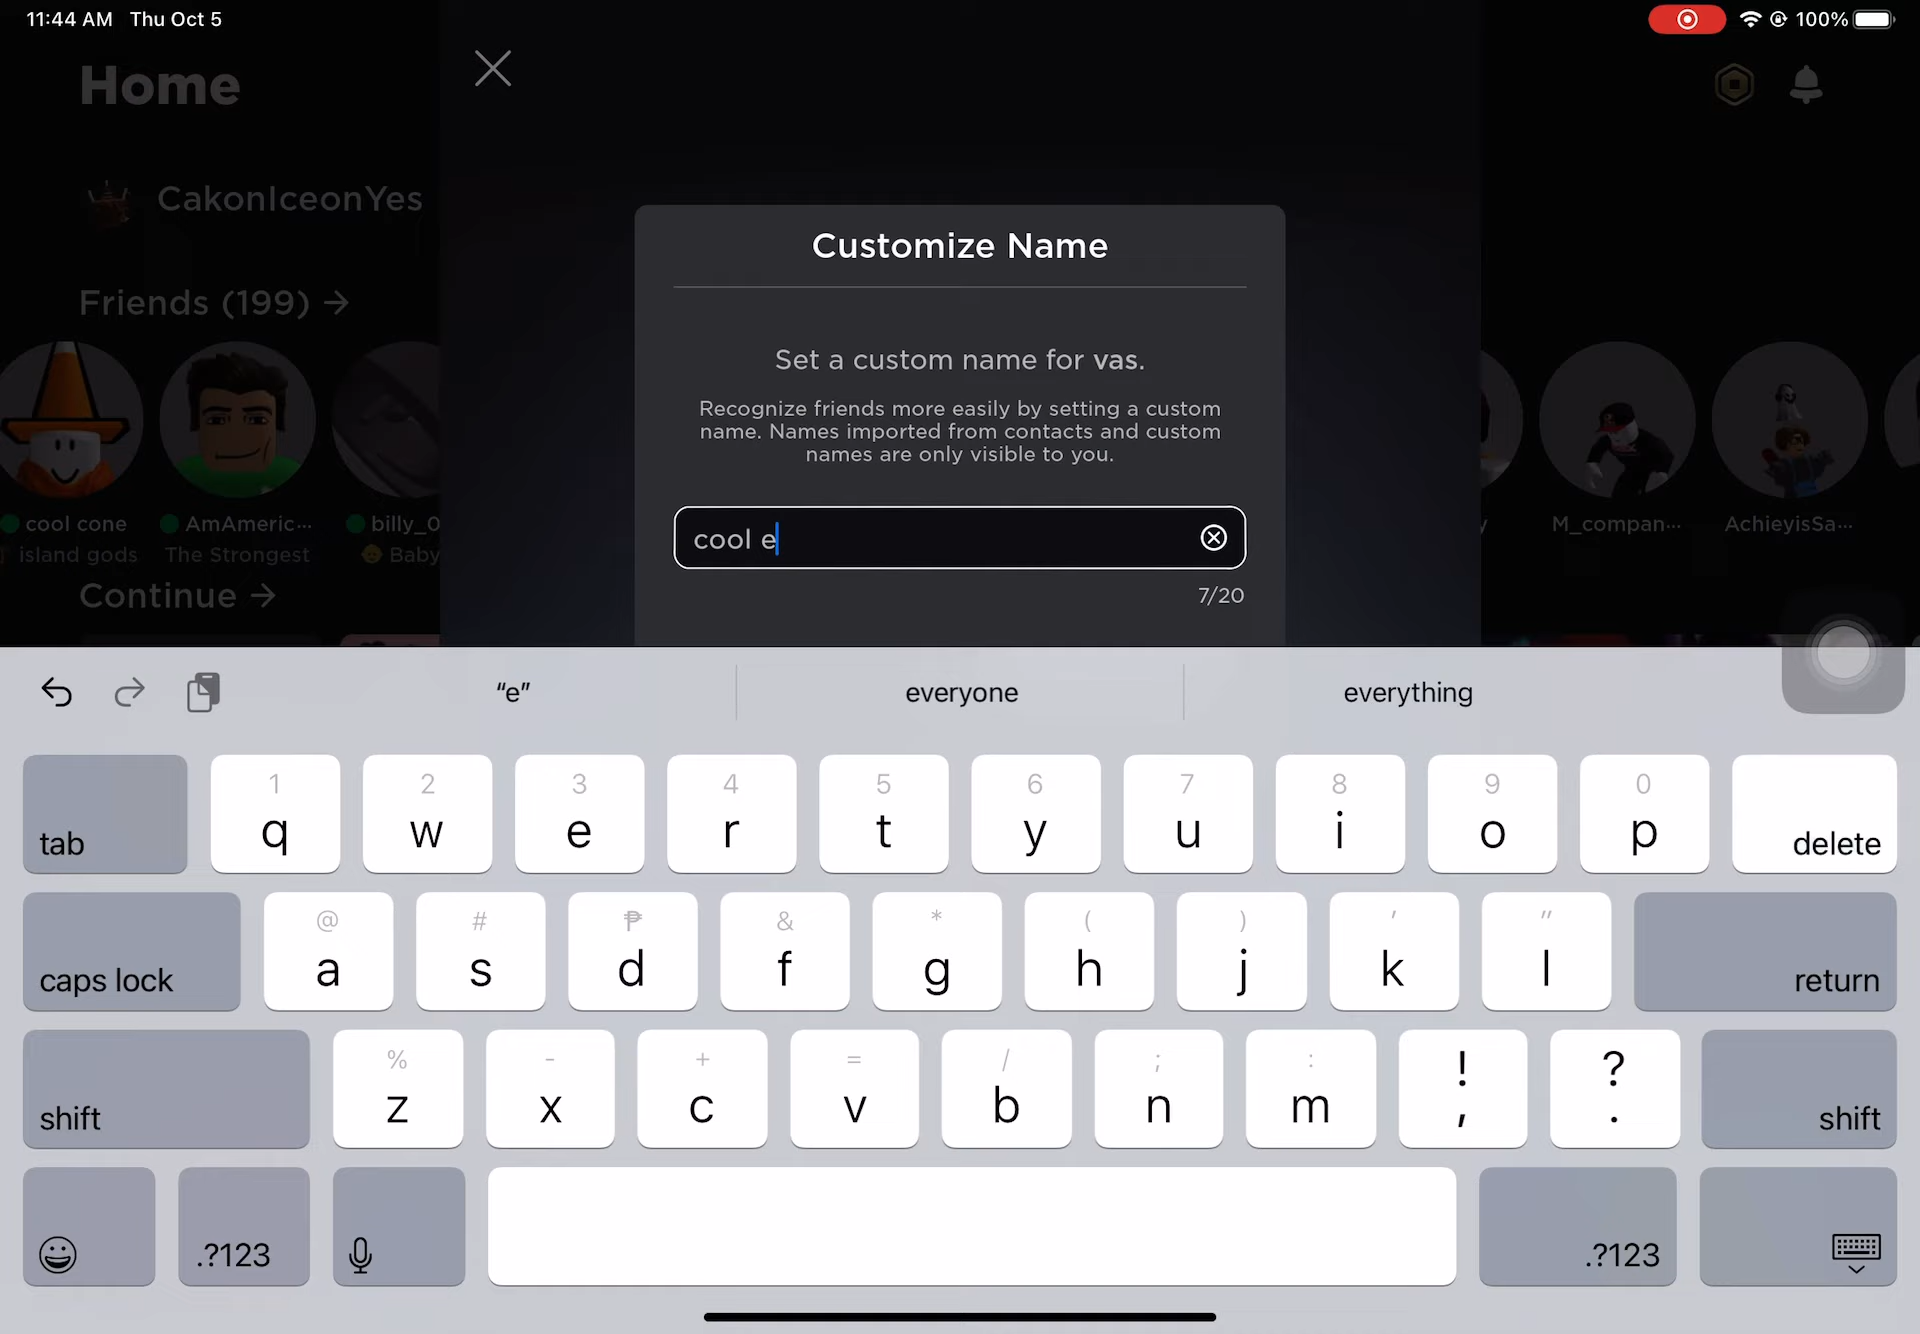 11:44 AM Thu Oct 5
100%
Home
CakonIceonYes
Friends (199)
cool cone
island gods
AmAmeric...
The Strongest
billy_0
Baby
M_compan...
AchieyisSa...
Continue
Customize Name
Set a custom name for vas.
Recognize friends more easily by setting a custom
name. Names imported from contacts and custom
names are only visible to you.
cool e
7/20
“e”
everyone
everything
1 2 3 4 5 6 7 8 9 0
tab q w e r t y u i o p delete
@ # ₱ & * ( ) ' "
caps lock a s d f g h j k l return
% - + = / ; : ! ?
shift z x c v b n m , . shift
.?123 .?123